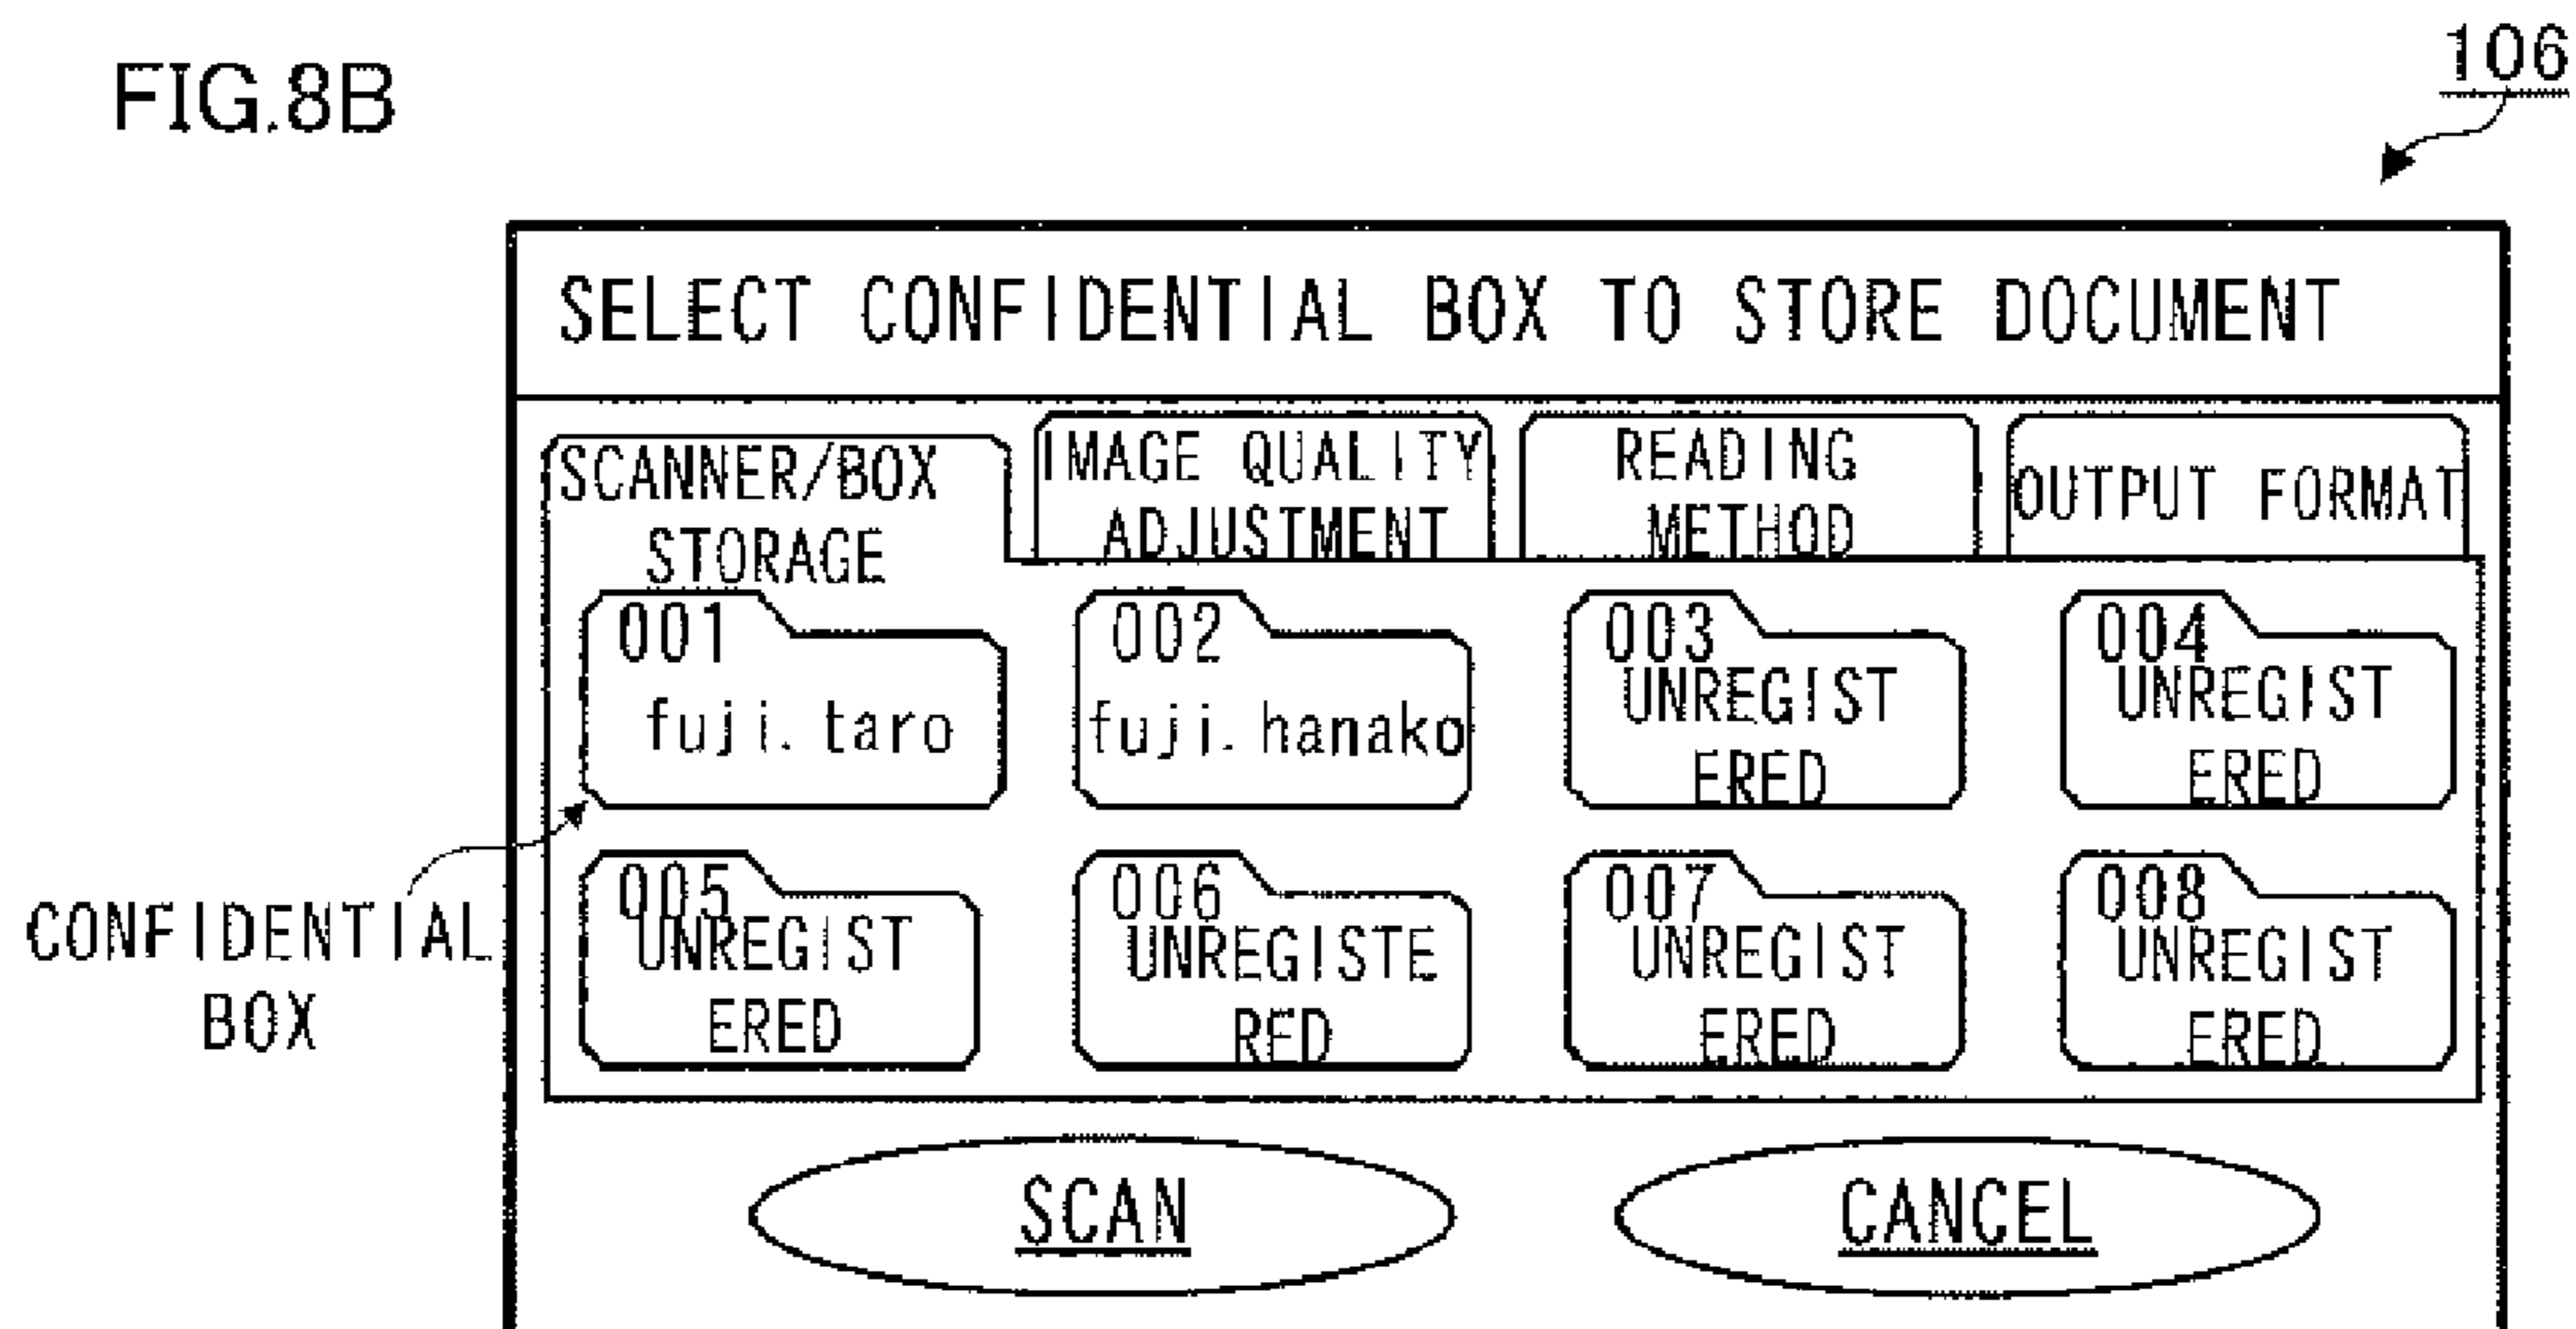 FIG.8B
106
SELECT CONFIDENTIAL BOX TO STORE DOCUMENT
SCANNER/BOX
STORAGE
IMAGE QUALITY
ADJUSTMENT
READING
METHOD
OUTPUT FORMAT
001
fuji.taro
002
fuji.hanako
003
UNREGIST
ERED
004
UNREGIST
ERED
CONFIDENTIAL
BOX
005
UNREGIST
ERED
006
UNREGISTE
RED
007
UNREGIST
ERED
008
UNREGIST
ERED
SCAN
CANCEL